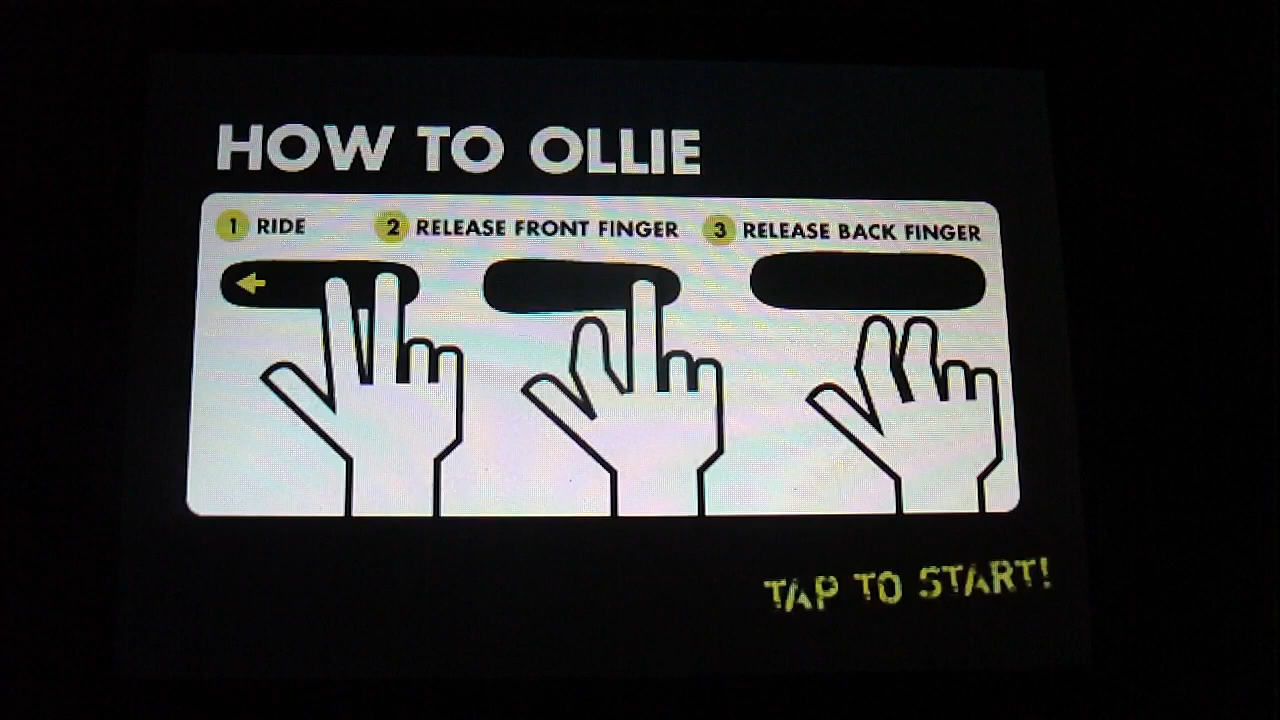 HOW TO OLLIE
1 RIDE
2 RELEASE FRONT FINGER
3 RELEASE BACK FINGER
TAP TO START!